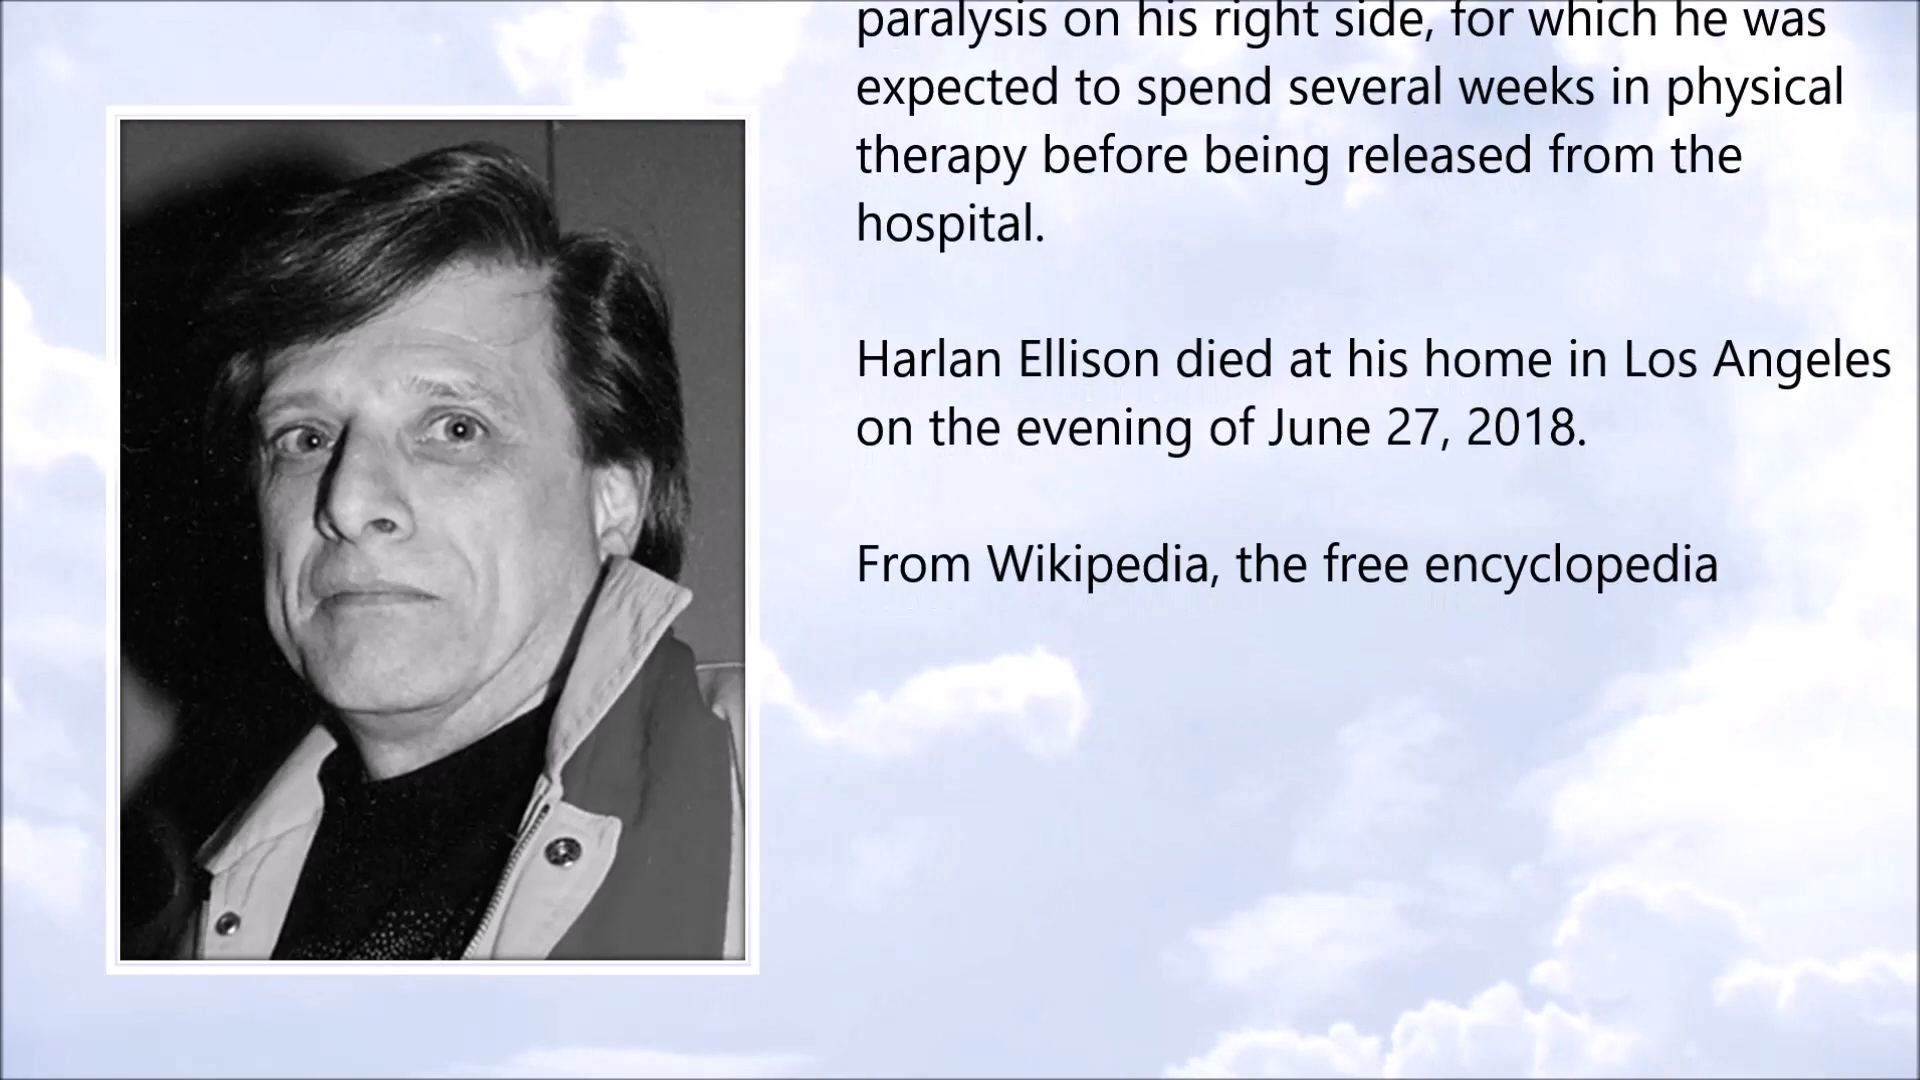 paralysis on his right side, for which he was
expected to spend several weeks in physical
therapy before being released from the
hospital.
Harlan Ellison died at his home in Los Angeles
on the evening of June 27, 2018.
From Wikipedia, the free encyclopedia